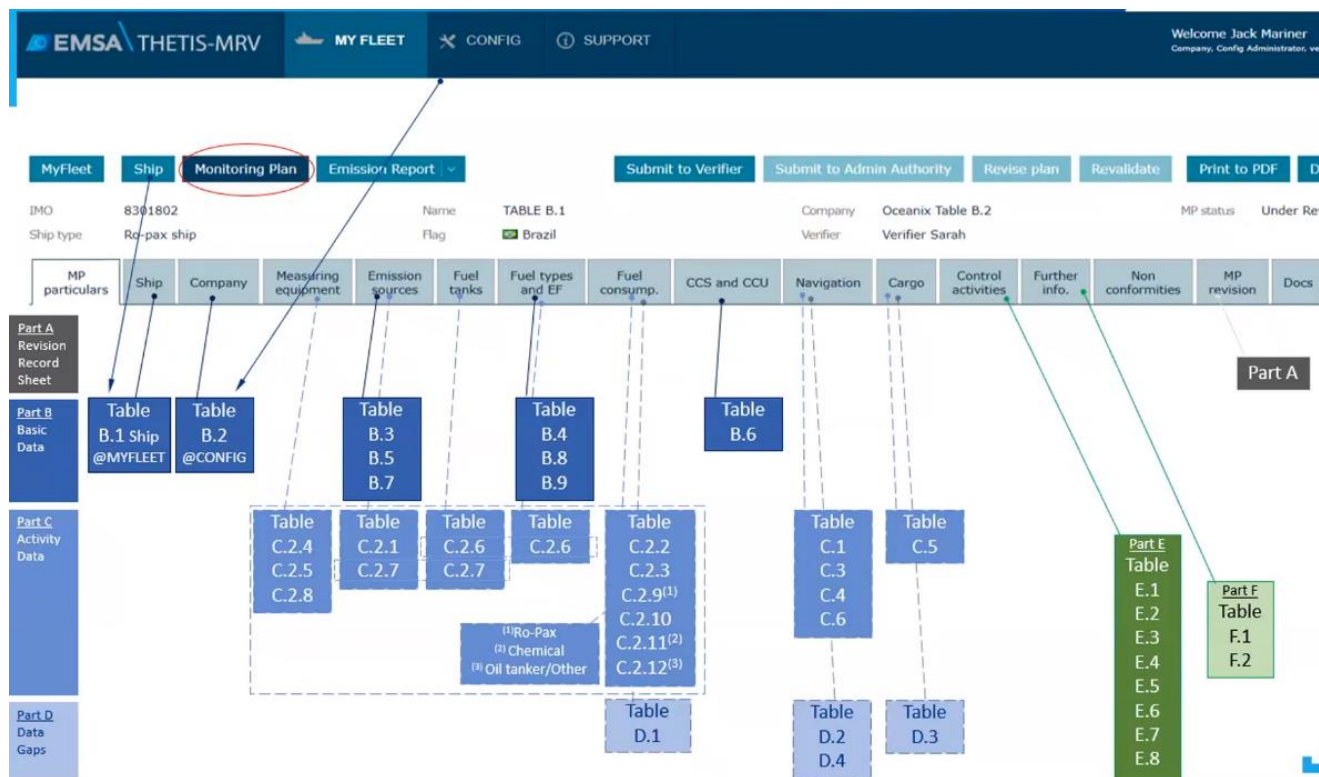 EMSA THETIS-MRV
MY FLEET
CONFIG
SUPPORT
Welcome Jack Mariner
Company, Config Administrator, ve
MyFleet
Ship
Monitoring Plan
Emission Report
Submit to Verifier
Submit to Admin Authority
Revise plan
Revalidate
Print to PDF
D
IMO 8301802
Name TABLE B.1
Company Oceanix Table B.2
MP status Under Re
Ship type Ro-pax ship
Flag Brazil
Verifier Verifier Sarah
MP
particulars
Ship
Company
Measuring
equipment
Emission
sources
Fuel
tanks
Fuel types
and EF
Fuel
consump.
CCS and CCU
Navigation
Cargo
Control
activities
Further
info.
Non
conformities
MP
revision
Docs
Part A
Revision
Record
Sheet
Part A
Part B
Basic
Data
Table
B.1 Ship
@MYFLEET
Table
B.2
@CONFIG
Table
B.3
B.5
B.7
Table
B.4
B.8
B.9
Table
B.6
Part C
Activity
Data
Table
C.2.4
C.2.5
C.2.8
Table
C.2.1
C.2.7
Table
C.2.6
C.2.7
Table
C.2.6
Table
C.2.2
C.2.3
C.2.9(1)
C.2.10
C.2.11(2)
C.2.12(3)
(1)Ro-Pax
(2) Chemical
(3) Oil tanker/Other
Table
C.1
C.3
C.4
C.6
Table
C.5
Part E
Table
E.1
E.2
E.3
E.4
E.5
E.6
E.7
E.8
Part F
Table
F.1
F.2
Part D
Data
Gaps
Table
D.1
Table
D.2
D.4
Table
D.3